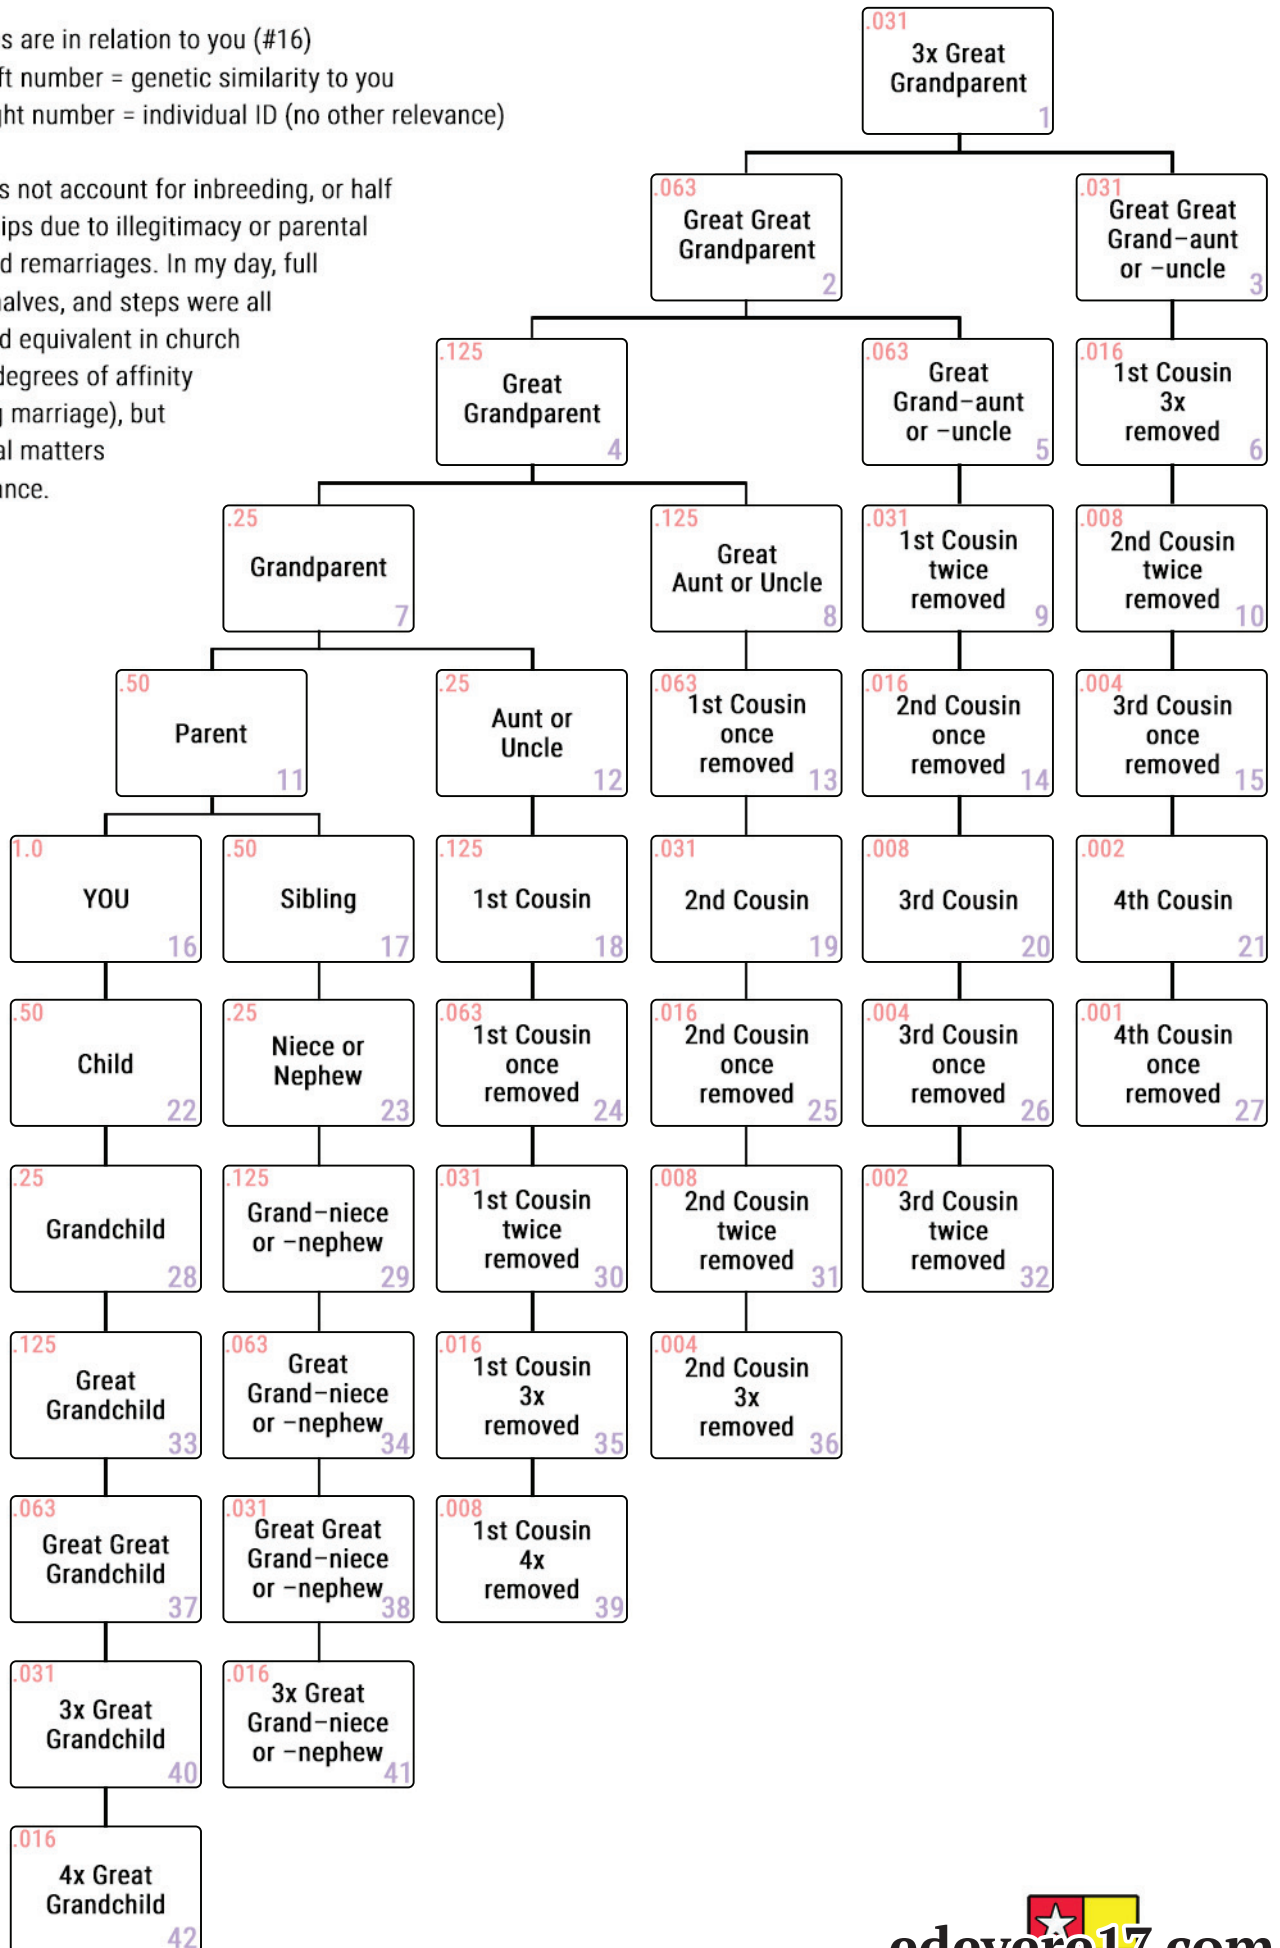 s are in relation to you (#16)
ft number = genetic similarity to you
ght number = individual ID (no other relevance)
s not account for inbreeding, or half
ips due to illegitimacy or parental
d remarriages. In my day, full
halves, and steps were all
d equivalent in church
degrees of affinity
g marriage), but
al matters
ance.
.031
3x Great
Grandparent
1
.063
Great Great
Grandparent
2
.031
Great Great
Grand-aunt
or -uncle
3
.125
Great
Grandparent
4
.063
Great
Grand-aunt
or -uncle
5
.016
1st Cousin
3x
removed
6
.25
Grandparent
7
.125
Great
Aunt or Uncle
8
.031
1st Cousin
twice
removed
9
.008
2nd Cousin
twice
removed
10
.50
Parent
11
.25
Aunt or
Uncle
12
.063
1st Cousin
once
removed
13
.016
2nd Cousin
once
removed
14
.004
3rd Cousin
once
removed
15
1.0
YOU
16
.50
Sibling
17
.125
1st Cousin
18
.031
2nd Cousin
19
.008
3rd Cousin
20
.002
4th Cousin
21
.50
Child
22
.25
Niece or
Nephew
23
.063
1st Cousin
once
removed
24
.016
2nd Cousin
once
removed
25
.004
3rd Cousin
once
removed
26
.001
4th Cousin
once
removed
27
.25
Grandchild
28
.125
Grand-niece
or -nephew
29
.031
1st Cousin
twice
removed
30
.008
2nd Cousin
twice
removed
31
.002
3rd Cousin
twice
removed
32
.125
Great
Grandchild
33
.063
Great
Grand-niece
or -nephew
34
.016
1st Cousin
3x
removed
35
.004
2nd Cousin
3x
removed
36
.063
Great Great
Grandchild
37
.031
Great Great
Grand-niece
or -nephew
38
.008
1st Cousin
4x
removed
39
.031
3x Great
Grandchild
40
.016
3x Great
Grand-niece
or -nephew
41
.016
4x Great
Grandchild
42
edevere17.com